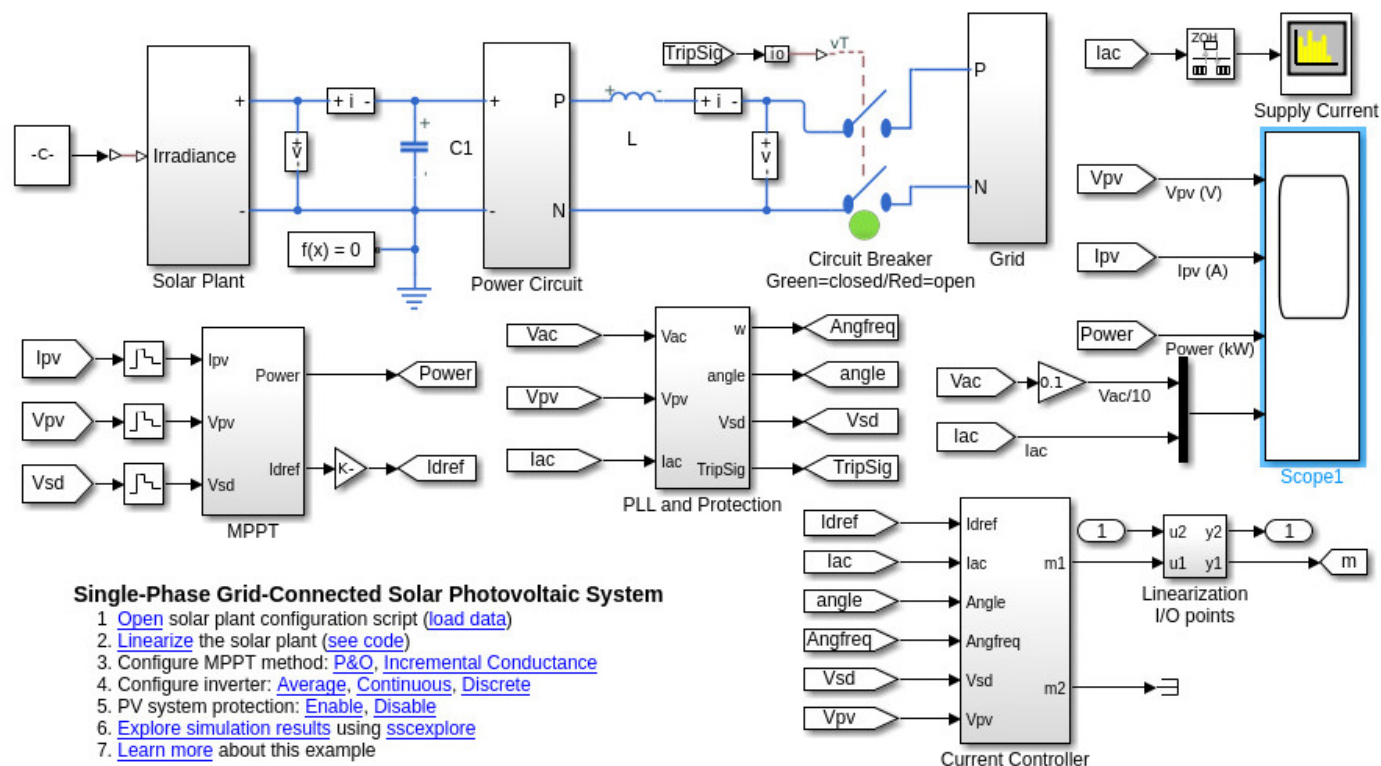 -C-
Irradiance
+
-
Solar Plant
+ i -
+ v -
f(x) = 0
+
-
C1
+
-
P
N
Power Circuit
+
-
L
+ i -
+ v -
TripSig
io
vT
Circuit Breaker
Green=closed/Red=open
P
N
Grid
Iac
ZOH
Supply Current
Vpv
Vpv (V)
Ipv
Ipv (A)
Power
Power (kW)
Vac
0.1
Vac/10
Iac
Iac
Scope1
Ipv
Vpv
Vsd
Ipv
Vpv
Vsd
Power
Idref
MPPT
Power
K-
Idref
Vac
Vpv
Iac
Vac
Vpv
Iac
w
angle
Vsd
TripSig
PLL and Protection
Angfreq
angle
Vsd
TripSig
Idref
Iac
angle
Angfreq
Vsd
Vpv
Idref
Iac
Angle
Angfreq
Vsd
Vpv
m1
m2
Current Controller
1
u2
u1
y2
y1
Linearization
I/O points
1
m
Single-Phase Grid-Connected Solar Photovoltaic System
1 Open solar plant configuration script (load data)
2. Linearize the solar plant (see code)
3. Configure MPPT method: P&O, Incremental Conductance
4. Configure inverter: Average, Continuous, Discrete
5. PV system protection: Enable, Disable
6. Explore simulation results using sscexplore
7. Learn more about this example